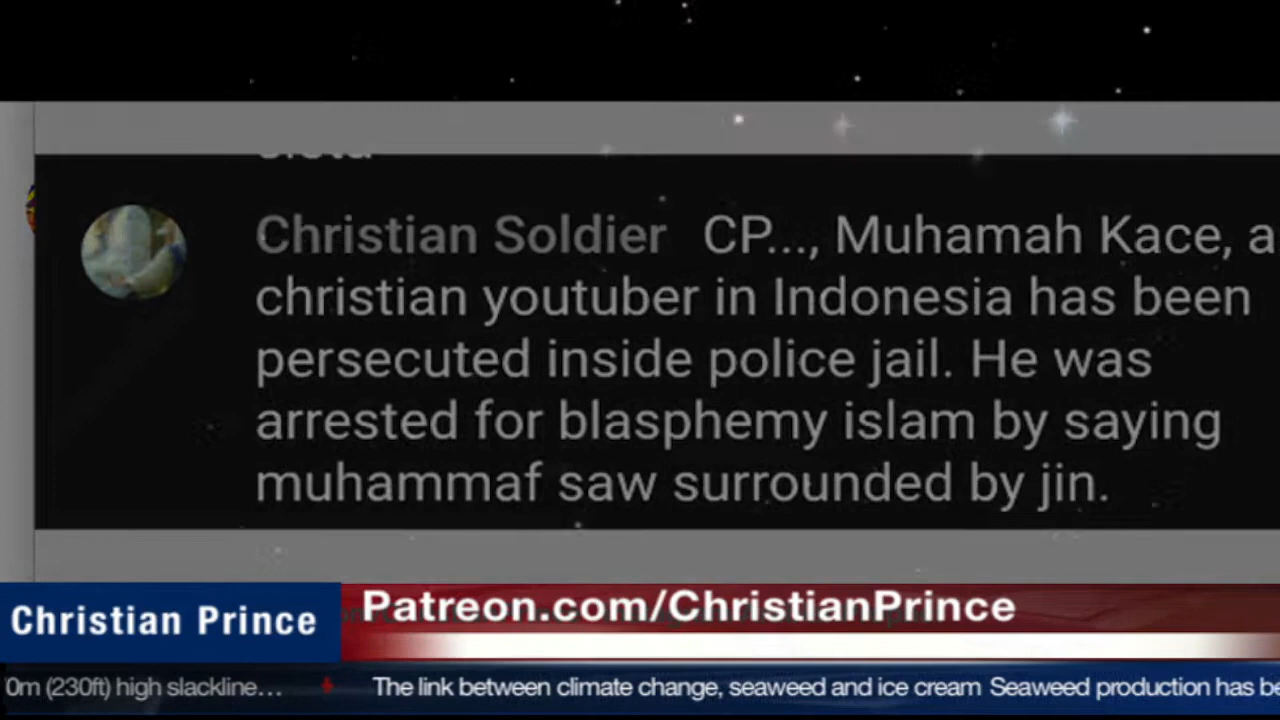 Christian Soldier CP..., Muhamah Kace, a
christian youtuber in Indonesia has been
persecuted inside police jail. He was
arrested for blasphemy islam by saying
muhammaf saw surrounded by jin.
Christian Prince
Patreon.com/ChristianPrince
0m (230ft) high slackline... The link between climate change, seaweed and ice cream Seaweed production has be